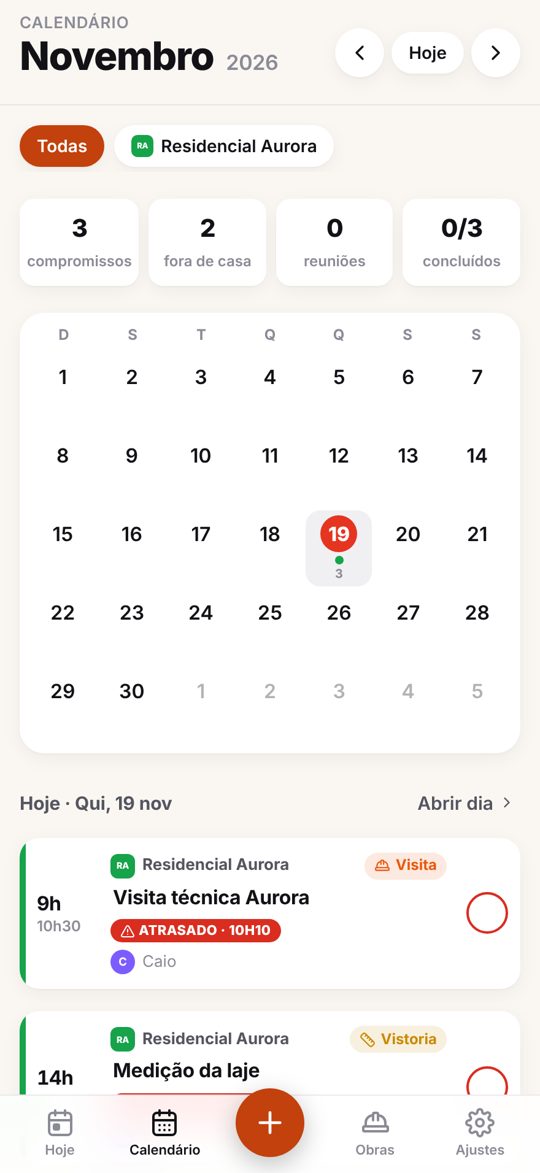 CALENDÁRIO
Novembro 2026
Hoje
Todas
RA Residencial Aurora
3 2 0 0/3
compromissos fora de casa reuniões concluídos
D S T Q Q S S
1 2 3 4 5 6 7
8 9 10 11 12 13 14
15 16 17 18 19 20 21
3
22 23 24 25 26 27 28
29 30 1 2 3 4 5
Hoje · Qui, 19 nov
Abrir dia
RA Residencial Aurora
Visita
9h
10h30
Visita técnica Aurora
ATRASADO · 10H10
C Caio
RA Residencial Aurora
Vistoria
14h
Medição da laje
Hoje
Calendário
Obras
Ajustes